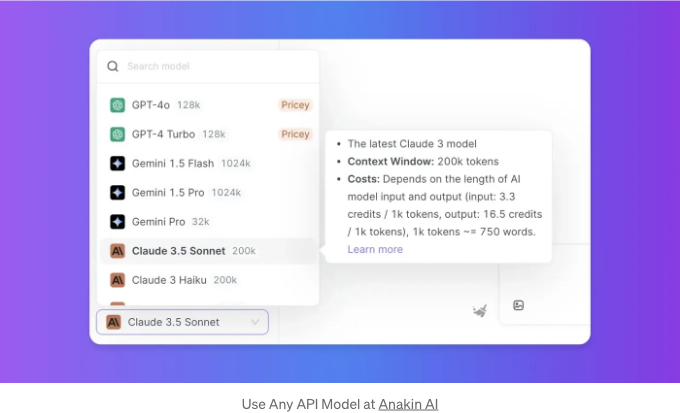 Search model
GPT-4o 128k Pricey
GPT-4 Turbo 128k Pricey
Gemini 1.5 Flash 1024k
Gemini 1.5 Pro 1024k
Gemini Pro 32k
Claude 3.5 Sonnet 200k
Claude 3 Haiku 200k
Claude 3.5 Sonnet
• The latest Claude 3 model
• Context Window: 200k tokens
• Costs: Depends on the length of AI
model input and output (input: 3.3
credits / 1k tokens, output: 16.5 credits
/ 1k tokens), 1k tokens ~= 750 words.
Learn more
Use Any API Model at Anakin AI